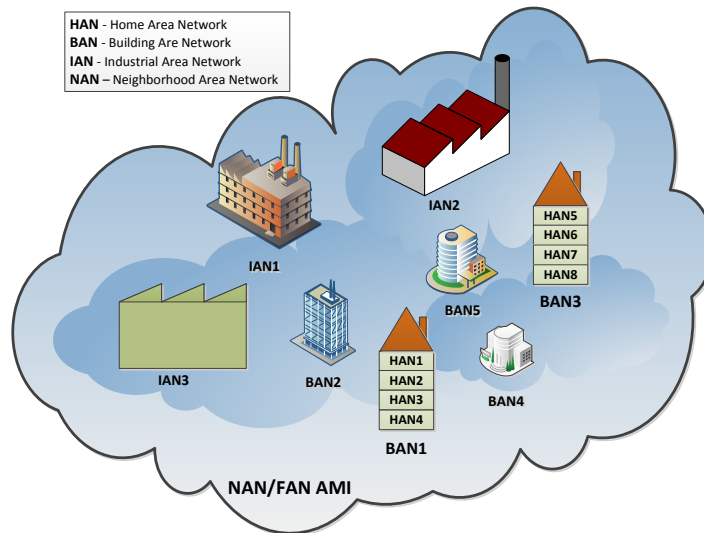 HAN - Home Area Network
BAN - Building Are Network
IAN - Industrial Area Network
NAN – Neighborhood Area Network
IAN2
HAN5
HAN6
HAN7
HAN8
IAN1
BAN5
BAN3
HAN1
HAN2
HAN3
HAN4
IAN3
BAN2
BAN4
BAN1
NAN/FAN AMI